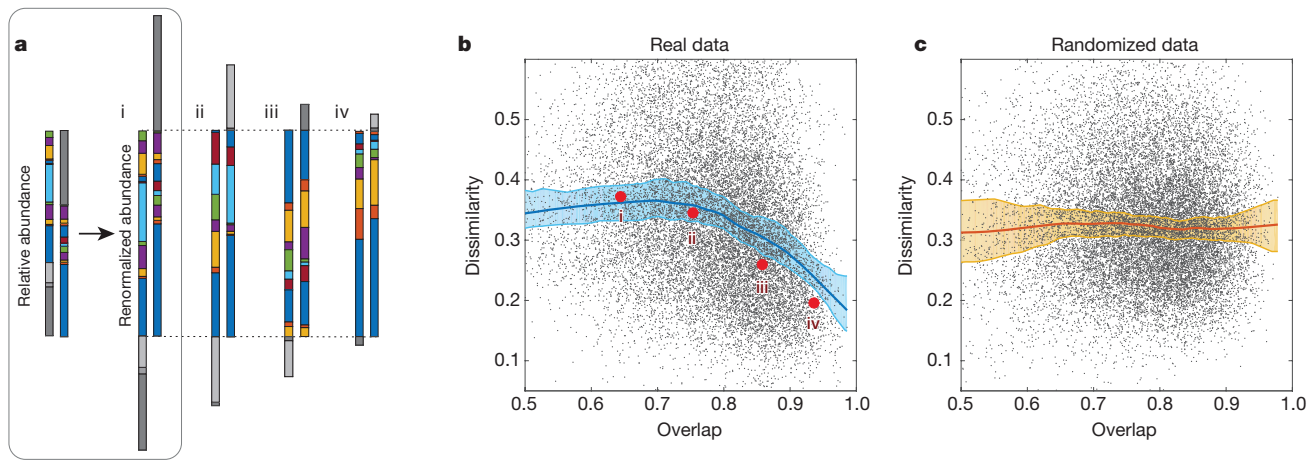 a
i
ii
iii
iv
Relative abundance
Renormalized abundance
b
Real data
Dissimilarity
0.5
0.4
0.3
0.2
0.1
i
ii
iii
iv
0.5 0.6 0.7 0.8 0.9 1.0
Overlap
c
Randomized data
Dissimilarity
0.5
0.4
0.3
0.2
0.1
0.5 0.6 0.7 0.8 0.9 1.0
Overlap